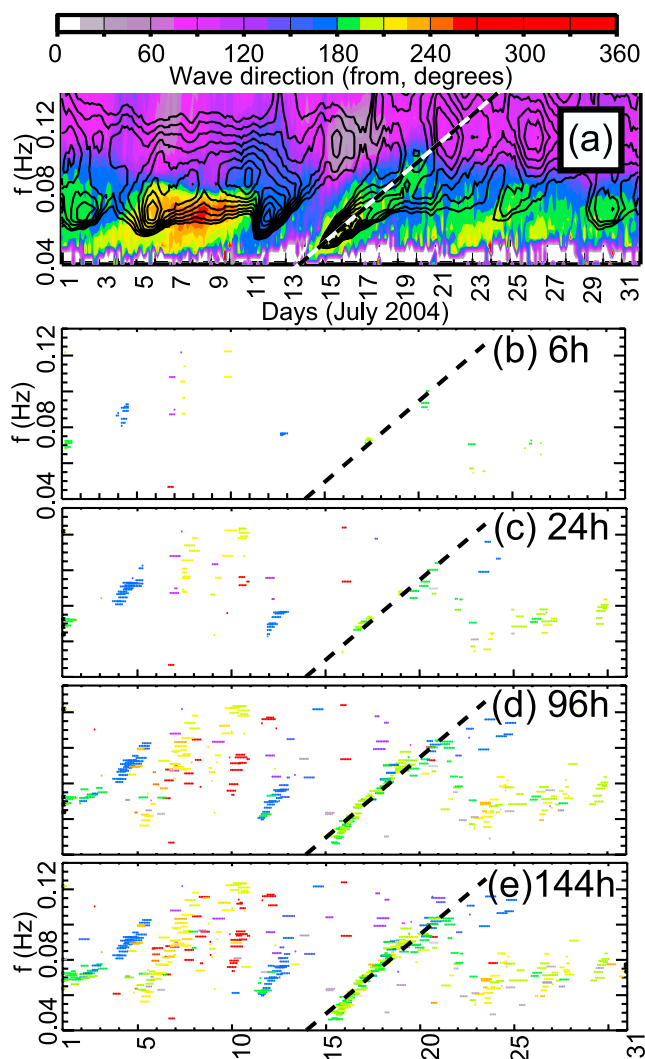 0 60 120 180 240 300 360
Wave direction (from, degrees)
f (Hz)
0.12
0.08
0.04
(a)
1 3 5 7 9 11 13 15 17 19 21 23 25 27 29 31
Days (July 2004)
f (Hz)
0.12
0.08
0.04
(b) 6h
(c) 24h
(d) 96h
f (Hz)
0.12
0.08
0.04
(e) 144h
1 5 10 15 20 25 31